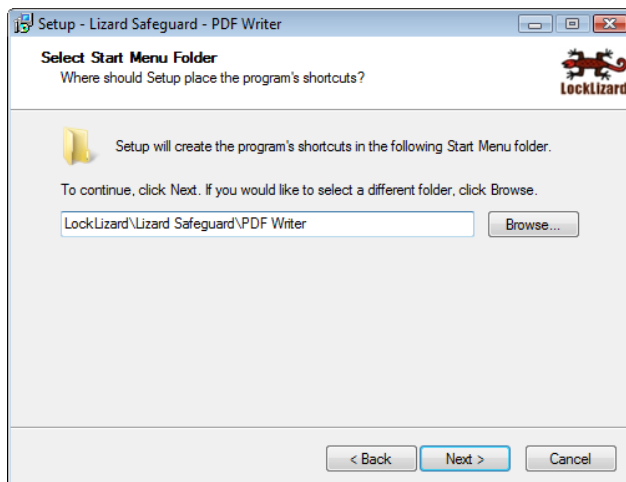 Setup - Lizard Safeguard - PDF Writer
Select Start Menu Folder
Where should Setup place the program's shortcuts?
LockLizard
Setup will create the program's shortcuts in the following Start Menu folder.
To continue, click Next. If you would like to select a different folder, click Browse.
LockLizard\Lizard Safeguard\PDF Writer
Browse...
< Back
Next >
Cancel